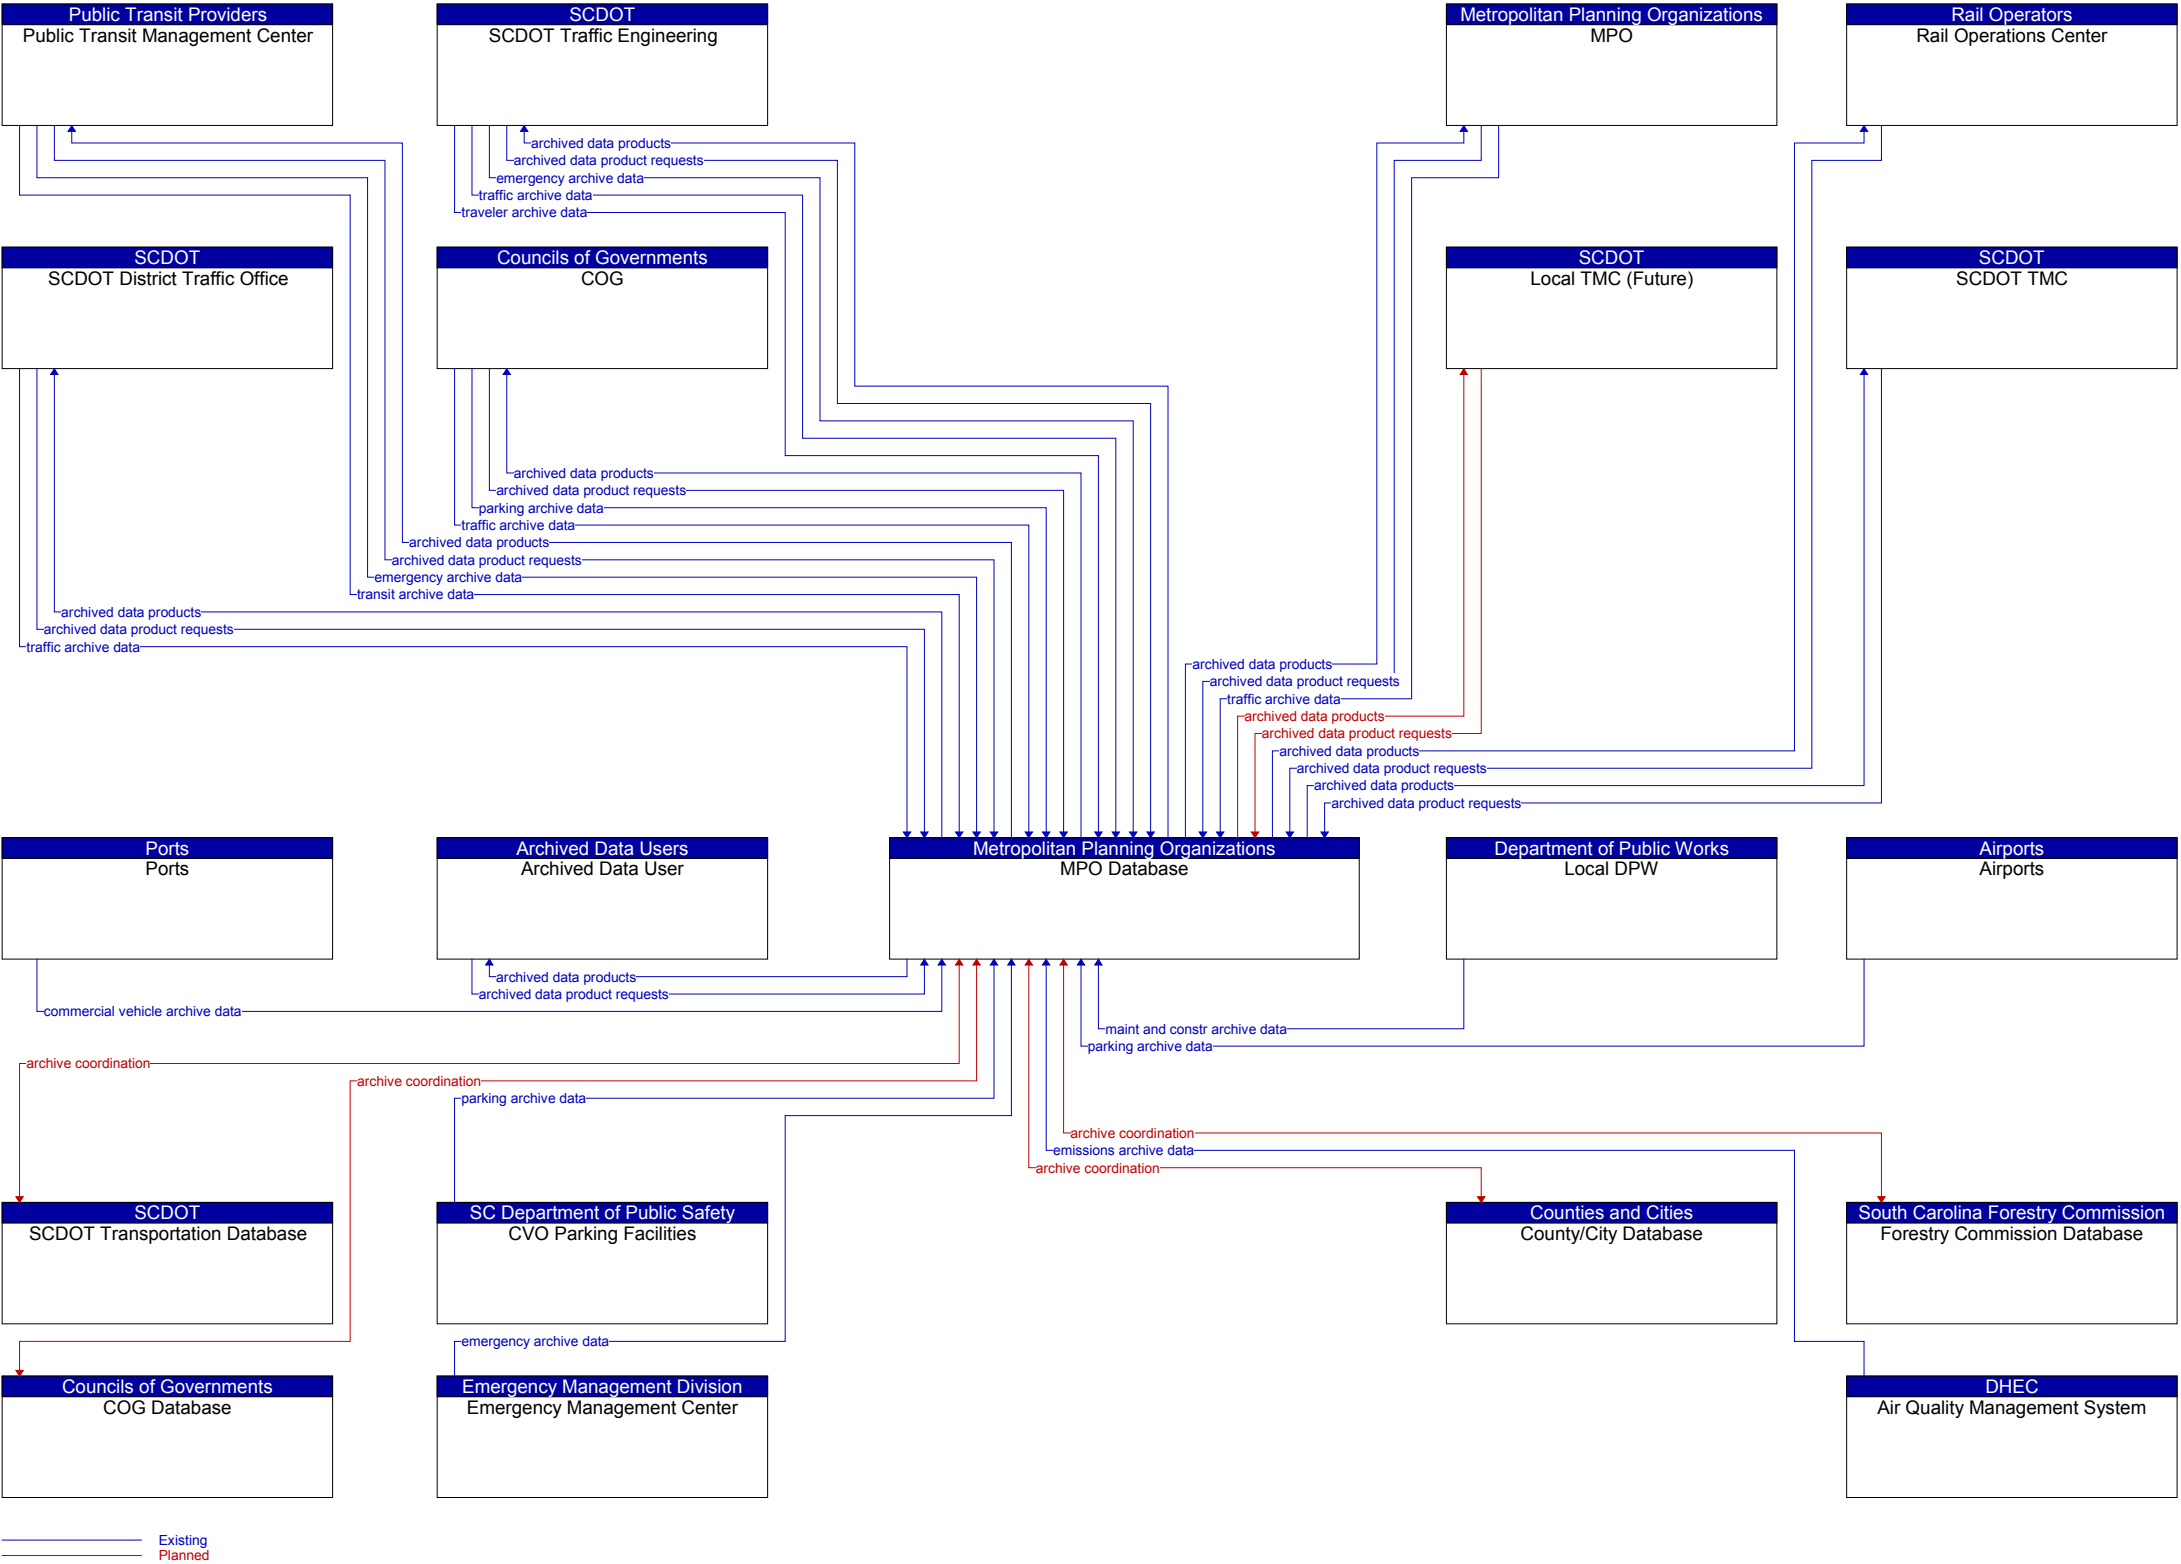 Public Transit Providers
Public Transit Management Center
SCDOT
SCDOT Traffic Engineering
Metropolitan Planning Organizations
MPO
Rail Operators
Rail Operations Center
archived data products
archived data product requests
emergency archive data
traffic archive data
traveler archive data
SCDOT
SCDOT District Traffic Office
Councils of Governments
COG
SCDOT
Local TMC (Future)
SCDOT
SCDOT TMC
archived data products
archived data product requests
parking archive data
traffic archive data
archived data products
archived data product requests
emergency archive data
transit archive data
archived data products
archived data product requests
traffic archive data
archived data products
archived data product requests
traffic archive data
archived data products
archived data product requests
archived data products
archived data product requests
archived data products
archived data product requests
Ports
Ports
Archived Data Users
Archived Data User
Metropolitan Planning Organizations
MPO Database
Department of Public Works
Local DPW
Airports
Airports
archived data products
archived data product requests
commercial vehicle archive data
maint and constr archive data
parking archive data
archive coordination
archive coordination
parking archive data
archive coordination
emissions archive data
archive coordination
SCDOT
SCDOT Transportation Database
SC Department of Public Safety
CVO Parking Facilities
Counties and Cities
County/City Database
South Carolina Forestry Commission
Forestry Commission Database
emergency archive data
Councils of Governments
COG Database
Emergency Management Division
Emergency Management Center
DHEC
Air Quality Management System
Existing
Planned